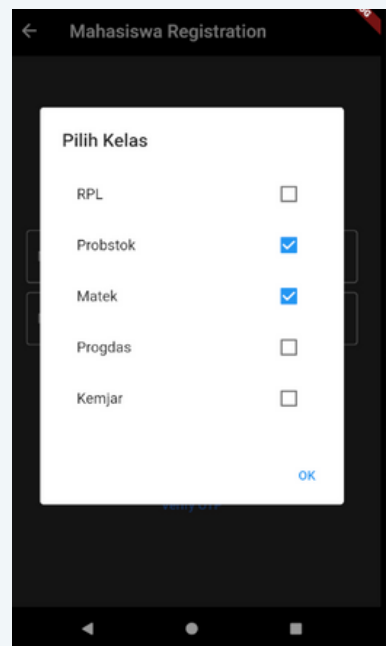 Mahasiswa Registration
Pilih Kelas
RPL
Probstok
Matek
Progdas
Kemjar
OK